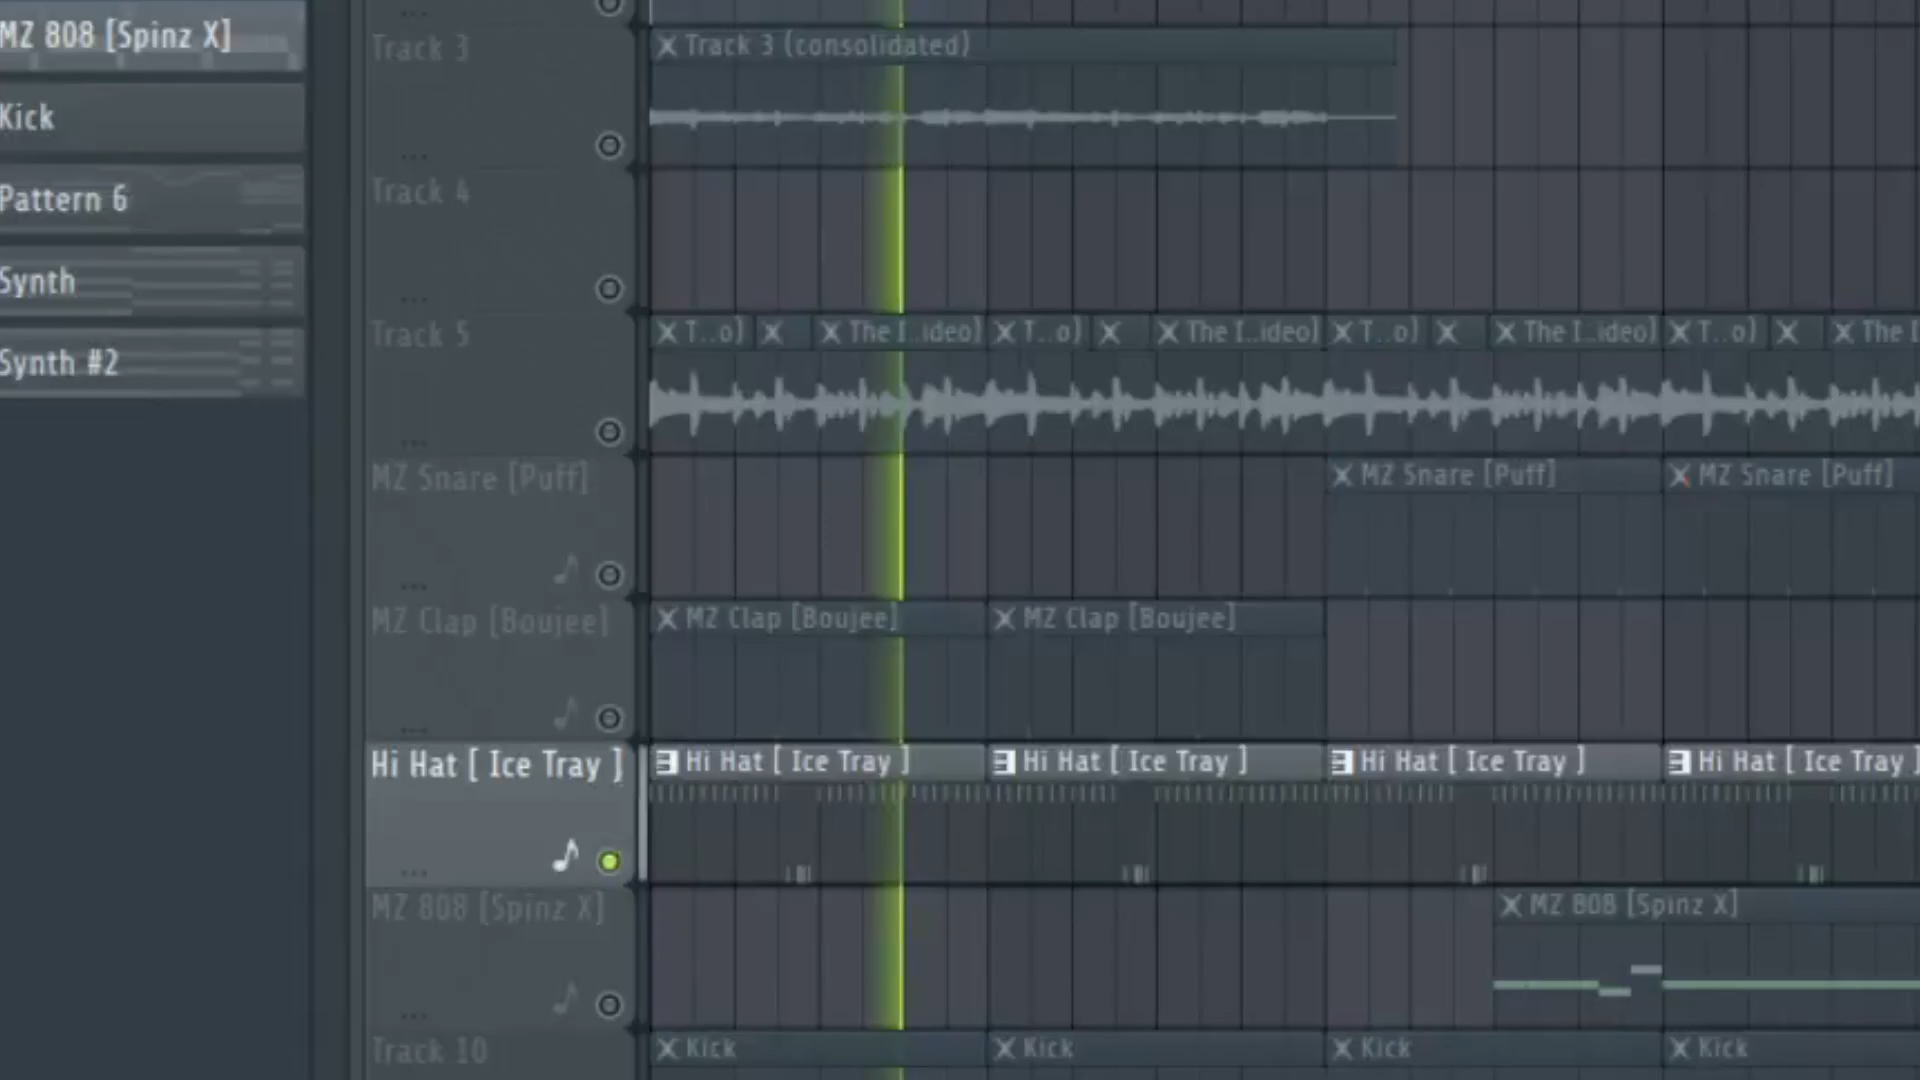 MZ 808 [Spinz X]
Kick
Pattern 6
Synth
Synth #2
Track 3
Track 3 (consolidated)
Track 4
Track 5
T..o] The [..ideo] T..o] The [..ideo] T..o] The [..ideo] T..o] The [
MZ Snare [Puff]
MZ Snare [Puff] MZ Snare [Puff]
MZ Clap [Boujee]
MZ Clap [Boujee] MZ Clap [Boujee]
Hi Hat [ Ice Tray ]
Hi Hat [ Ice Tray ] Hi Hat [ Ice Tray ] Hi Hat [ Ice Tray ] Hi Hat [ Ice Tray ]
MZ 808 [Spinz X]
MZ 808 [Spinz X]
Track 10
Kick Kick Kick Kick